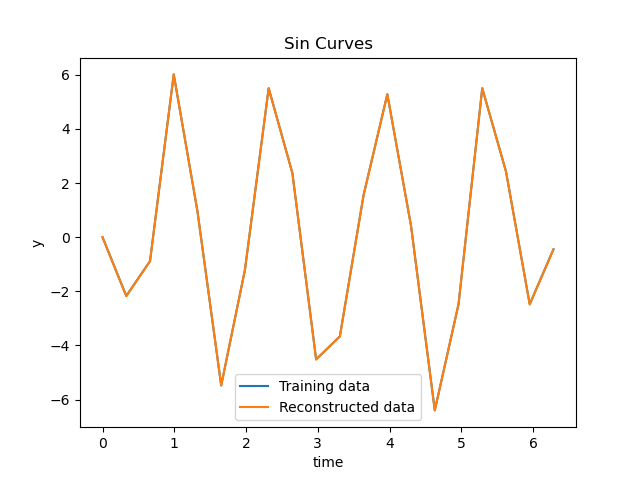 Sin Curves
6
4
2
0
−2
−4
−6
y
0 1 2 3 4 5 6
time
Training data
Reconstructed data